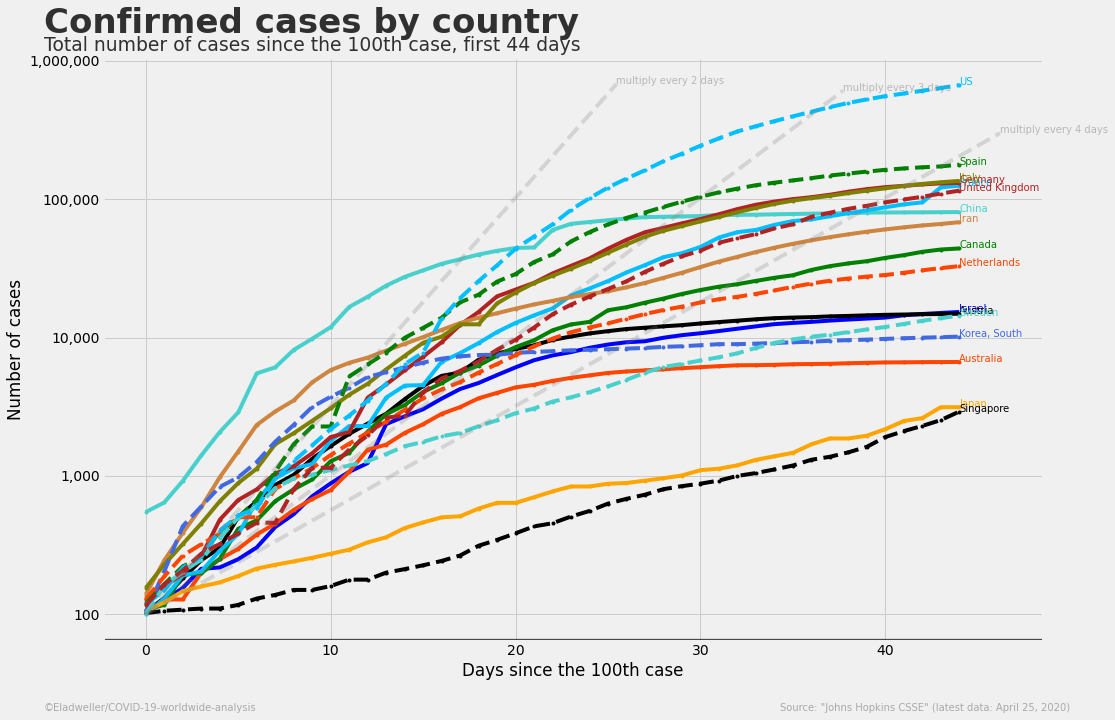 Confirmed cases by country
Total number of cases since the 100th case, first 44 days
1,000,000
multiply every 2 days
US
multiply every 3 days
multiply every 4 days
Spain
Italy
Germany
United Kingdom
100,000
China
Iran
Canada
Netherlands
Israel
Austria
Sweden
10,000
Korea, South
Australia
Japan
Singapore
1,000
100
Number of cases
0
10
20
30
40
Days since the 100th case
©Eladweller/COVID-19-worldwide-analysis
Source: "Johns Hopkins CSSE" (latest data: April 25, 2020)